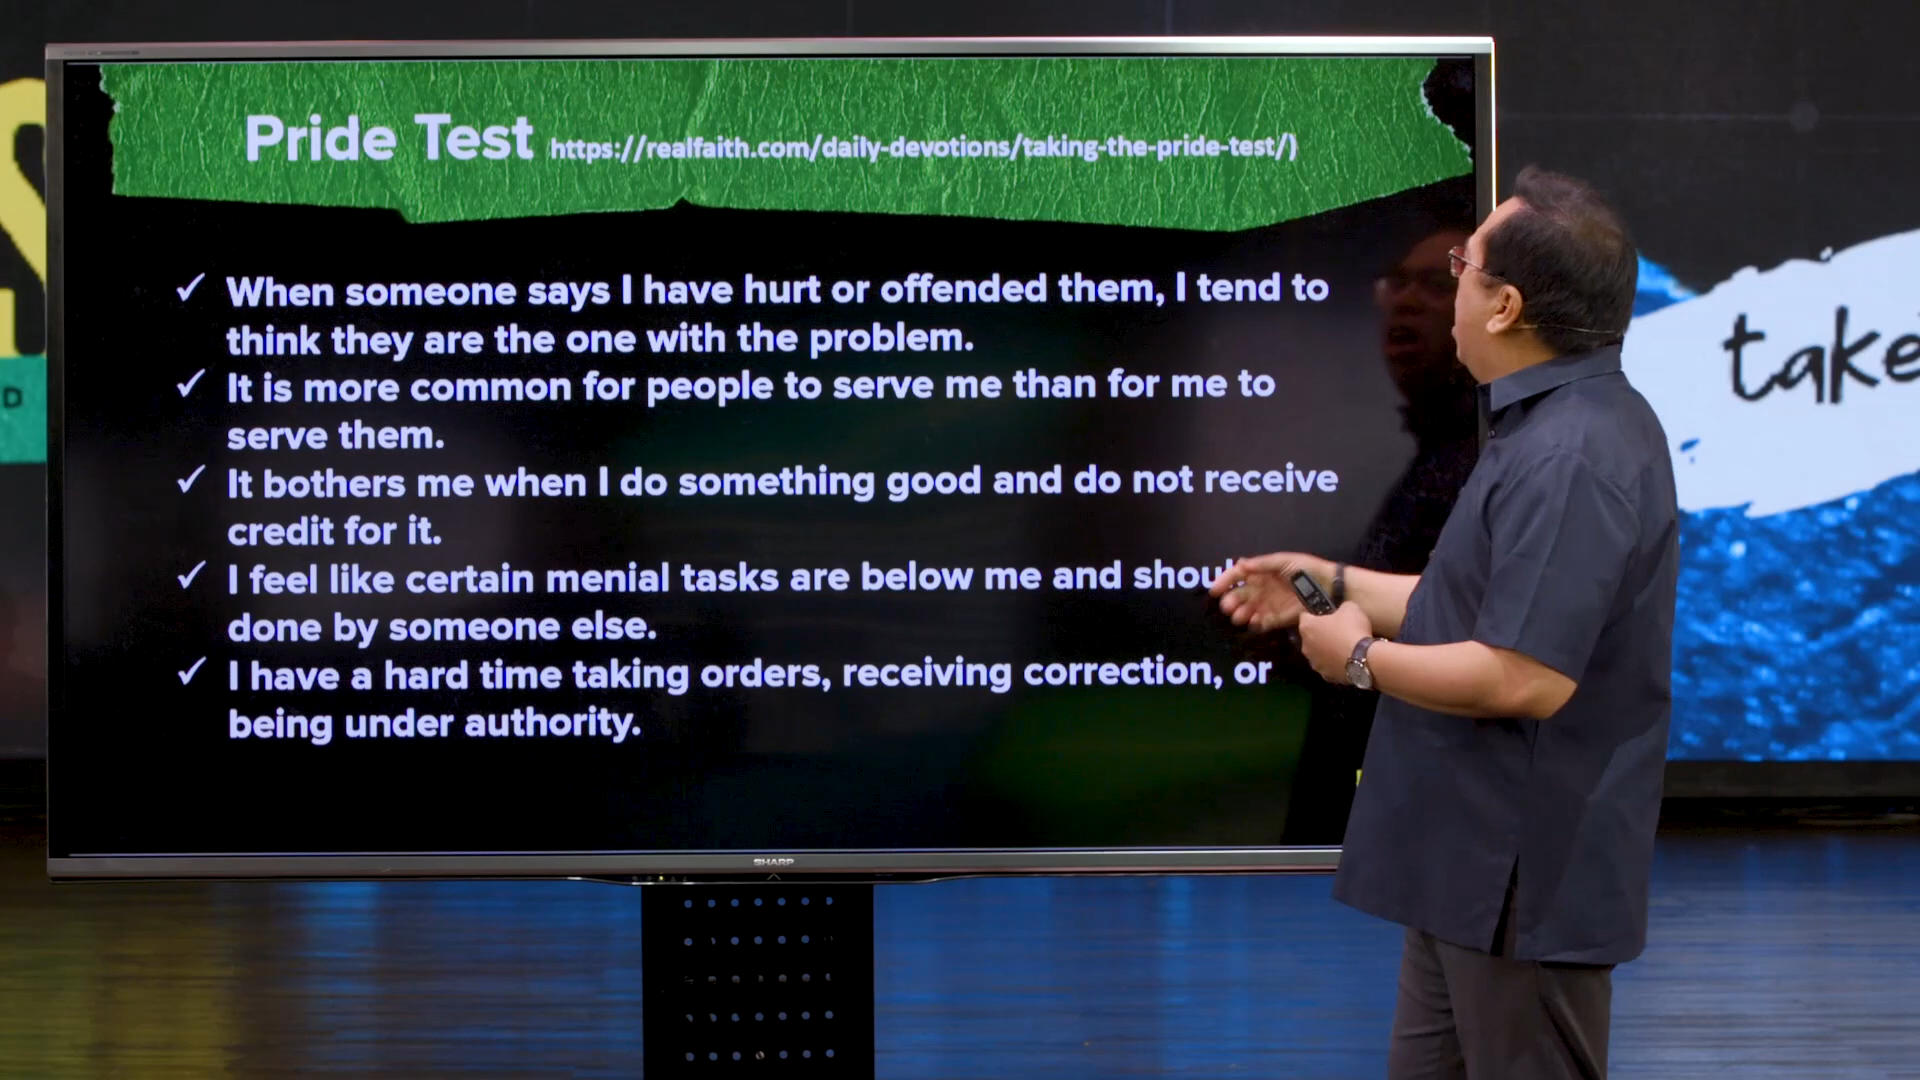 Pride Test https://realfaith.com/daily-devotions/taking-the-pride-test/)
✓ When someone says I have hurt or offended them, I tend to
think they are the one with the problem.
✓ It is more common for people to serve me than for me to
serve them.
✓ It bothers me when I do something good and do not receive
credit for it.
✓ I feel like certain menial tasks are below me and shoul
done by someone else.
✓ I have a hard time taking orders, receiving correction, or
being under authority.
SHARP
take
S
D